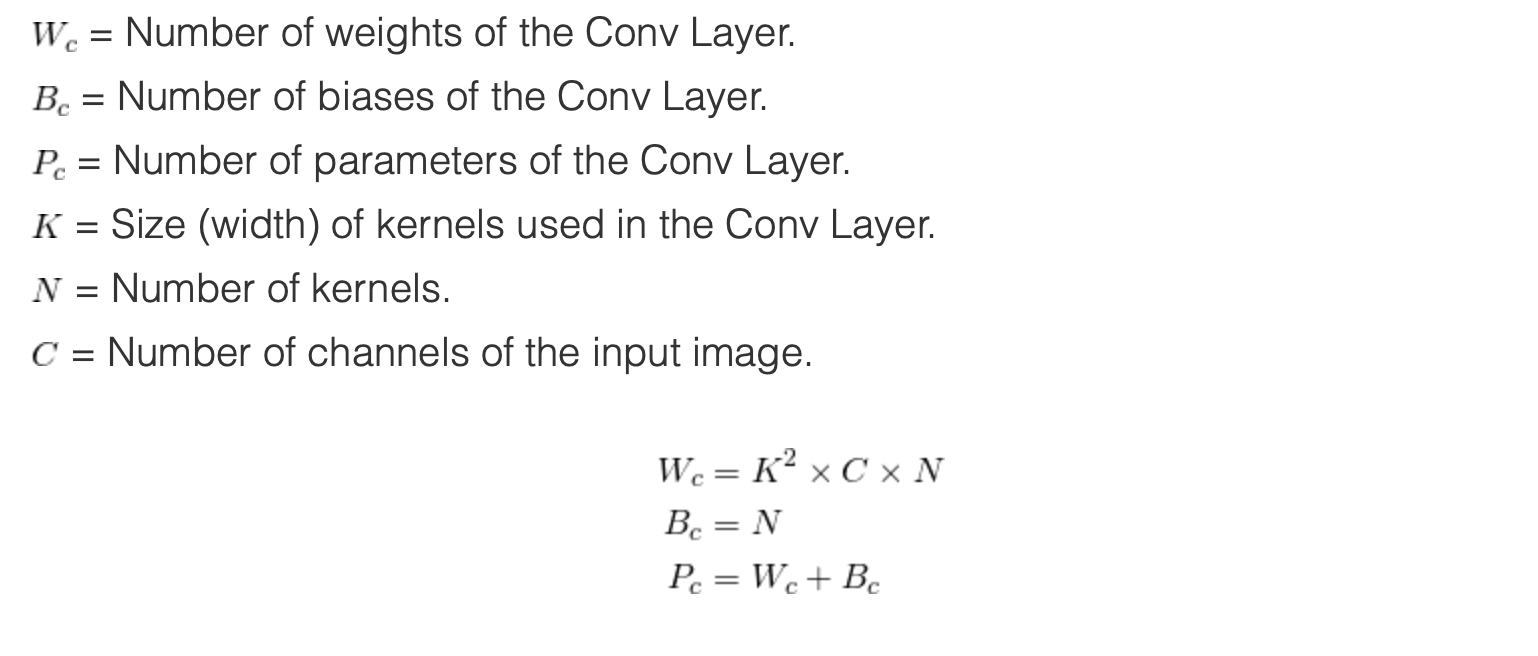 W_c = Number of weights of the Conv Layer.
B_c = Number of biases of the Conv Layer.
P_c = Number of parameters of the Conv Layer.
K = Size (width) of kernels used in the Conv Layer.
N = Number of kernels.
C = Number of channels of the input image.
W_c = K^2 × C × N
B_c = N
P_c = W_c + B_c